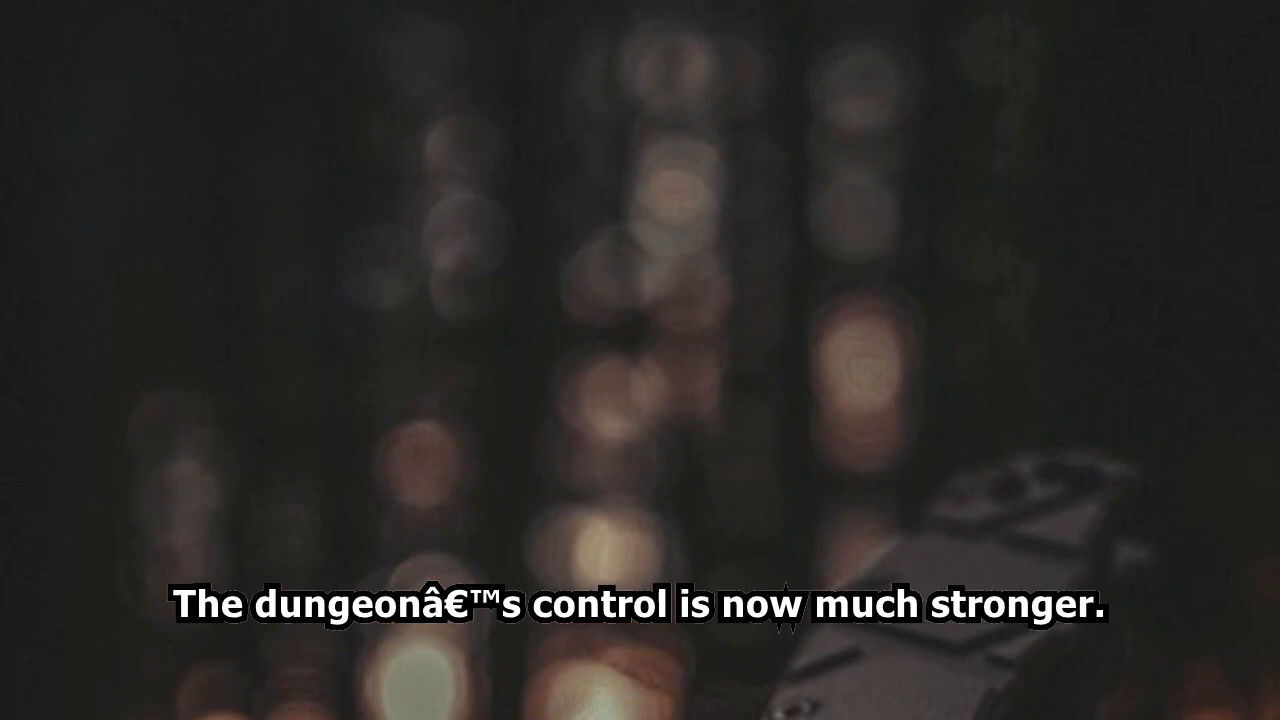 The dungeonâ€™s control is now much stronger.